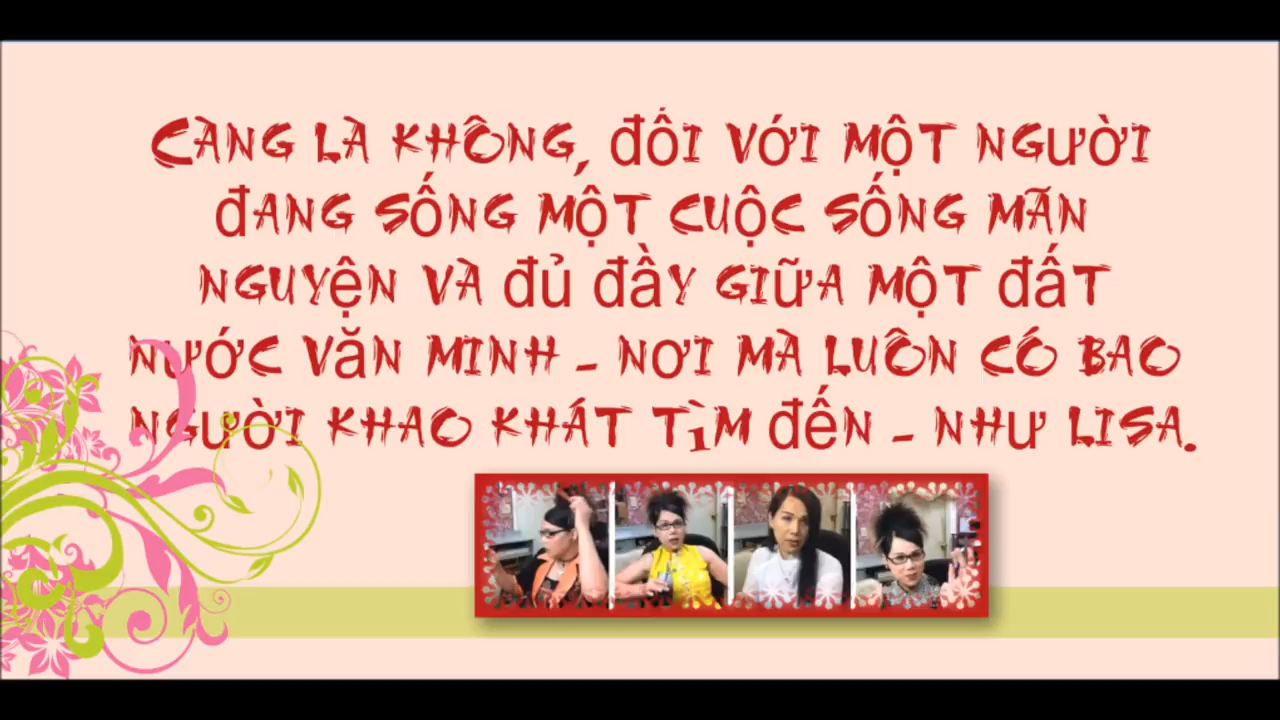 Càng là không, đối với một người
đang sống một cuộc sống mãn
nguyện và đủ đầy giữa một đất
nước văn minh - nơi mà luôn có bao
người khao khát tìm đến - như Lisa.